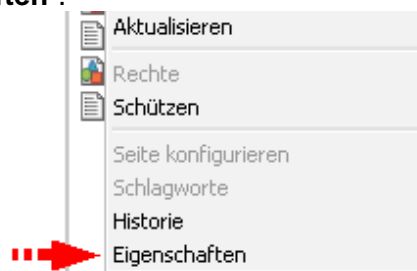 Aktualisieren
Rechte
Schützen
Seite konfigurieren
Schlagworte
Historie
Eigenschaften